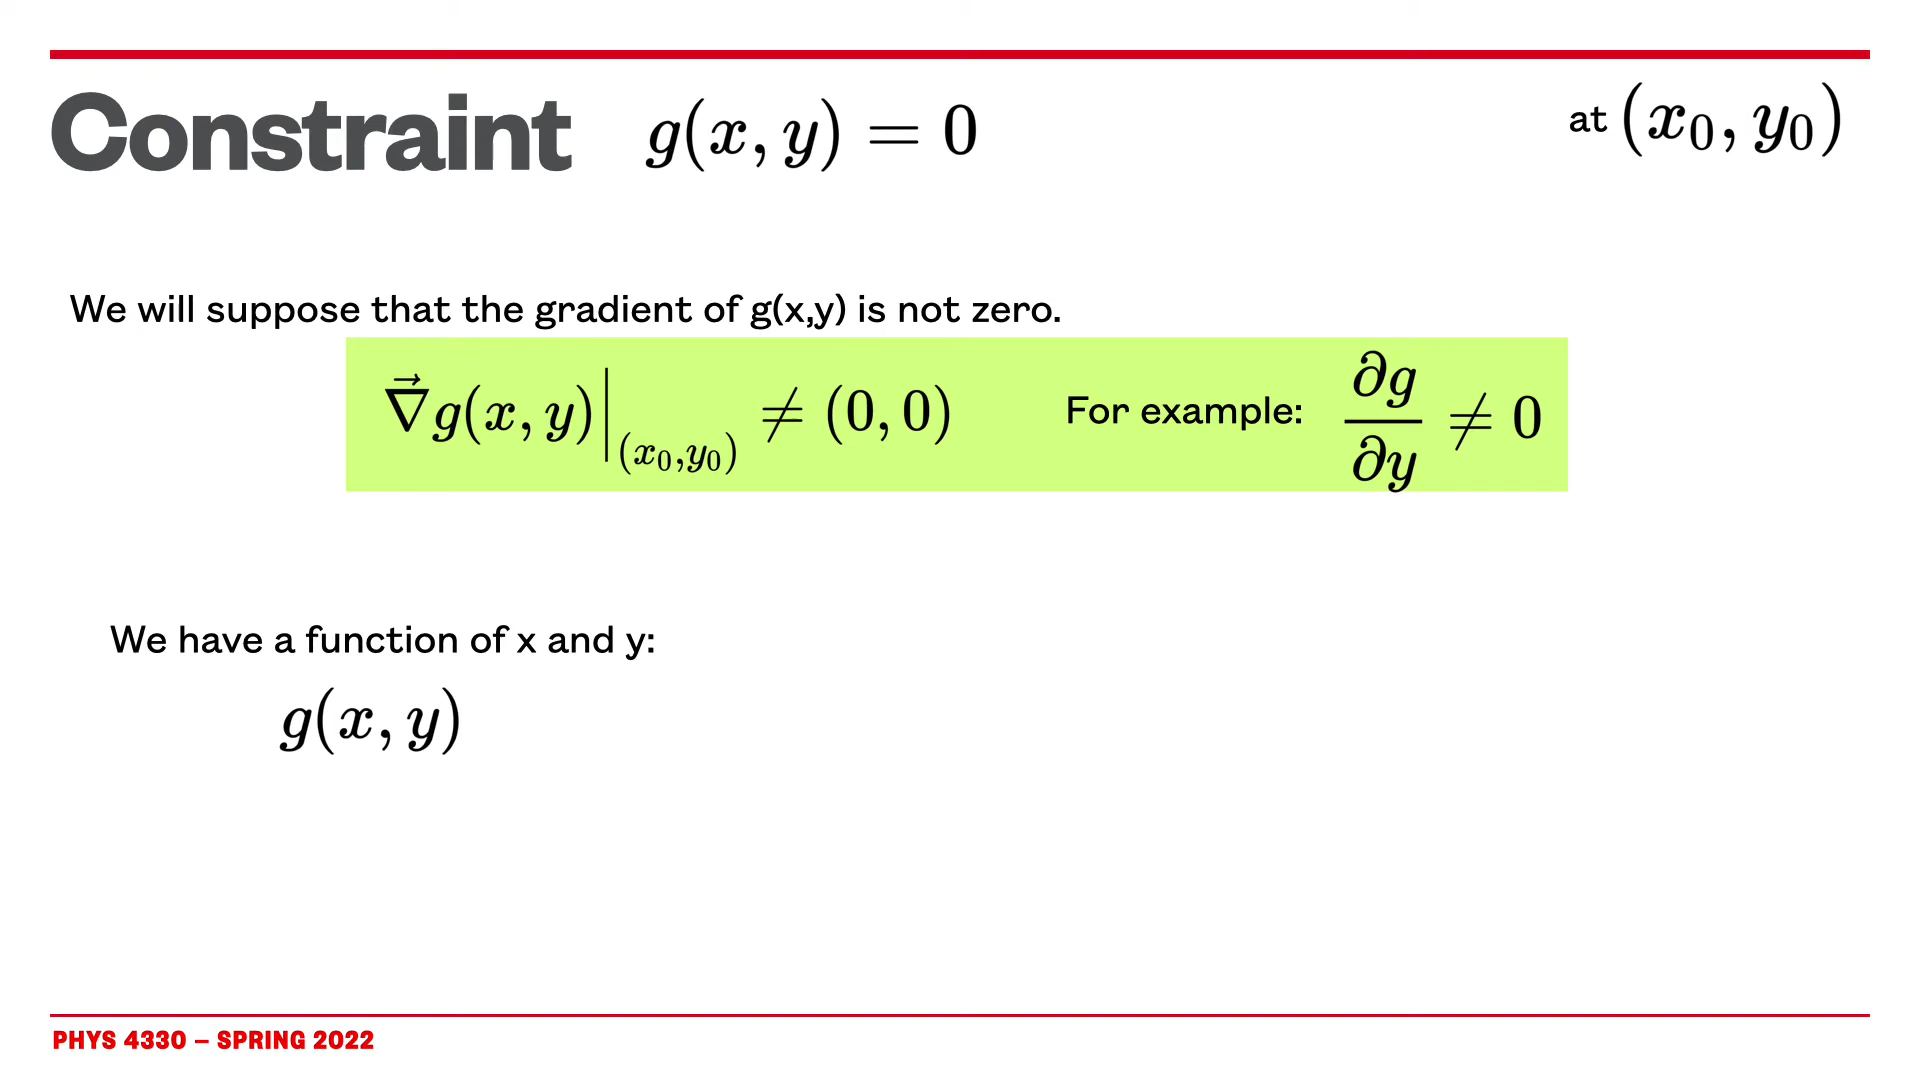 Constraint g(x, y) = 0 at (x₀, y₀)
We will suppose that the gradient of g(x,y) is not zero.
∇⃗g(x, y)|₍ₓ₀,ᵧ₀₎ ≠ (0, 0) For example: ∂g/∂y ≠ 0
We have a function of x and y:
g(x, y)
PHYS 4330 – SPRING 2022